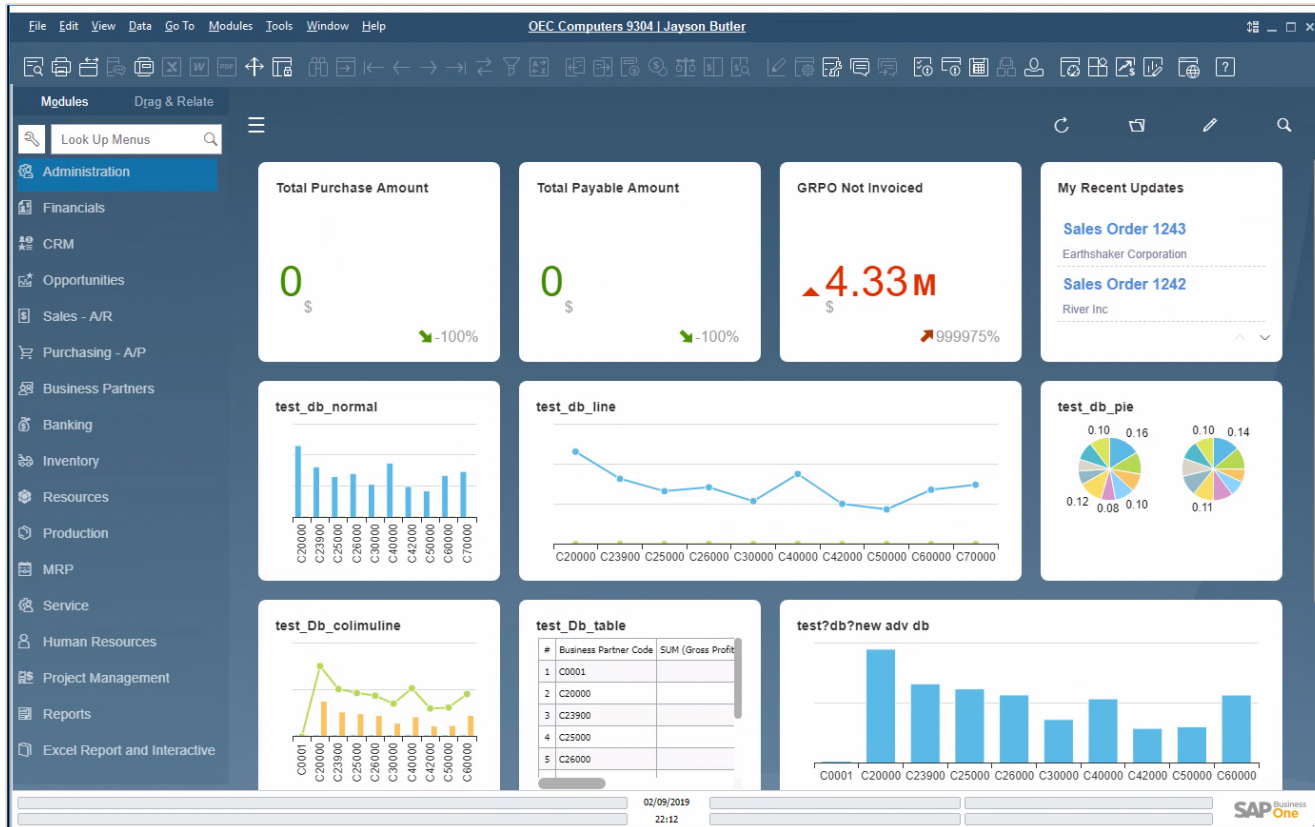 File Edit View Data Go To Modules Tools Window Help
OEC Computers 9304 | Jayson Butler
Modules Drag & Relate
Look Up Menus
Administration
Financials
CRM
Opportunities
Sales - A/R
Purchasing - A/P
Business Partners
Banking
Inventory
Resources
Production
MRP
Service
Human Resources
Project Management
Reports
Excel Report and Interactive
Total Purchase Amount
0
$
-100%
Total Payable Amount
0
$
-100%
GRPO Not Invoiced
4.33 M
$
999975%
My Recent Updates
Sales Order 1243
Earthshaker Corporation
Sales Order 1242
River Inc
test_db_normal
C20000 C23900 C25000 C26000 C30000 C40000 C42000 C50000 C60000 C70000
test_db_line
C20000 C23900 C25000 C26000 C30000 C40000 C42000 C50000 C60000 C70000
test_db_pie
0.10 0.16 0.10 0.14
0.12 0.08 0.10 0.11
test_Db_colimuline
C0001 C20000 C23900 C25000 C26000 C30000 C40000 C42000 C50000 C60000
test_Db_table
# Business Partner Code SUM (Gross Profit
1 C0001
2 C20000
3 C23900
4 C25000
5 C26000
test?db?new adv db
C0001 C20000 C23900 C25000 C26000 C30000 C40000 C42000 C50000 C60000
02/09/2019
22:12
SAP Business One